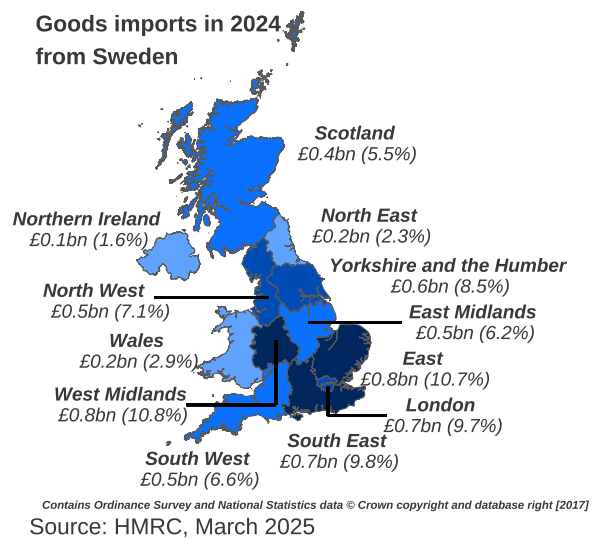 Goods imports in 2024
from Sweden
Scotland
£0.4bn (5.5%)
Northern Ireland
£0.1bn (1.6%)
North East
£0.2bn (2.3%)
Yorkshire and the Humber
£0.6bn (8.5%)
North West
£0.5bn (7.1%)
East Midlands
£0.5bn (6.2%)
Wales
£0.2bn (2.9%)
East
£0.8bn (10.7%)
West Midlands
£0.8bn (10.8%)
London
£0.7bn (9.7%)
South East
£0.7bn (9.8%)
South West
£0.5bn (6.6%)
Contains Ordinance Survey and National Statistics data © Crown copyright and database right [2017]
Source: HMRC, March 2025